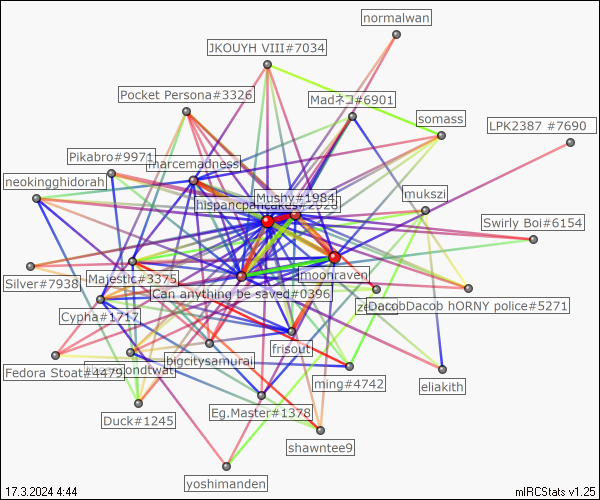 normalwan
JKOUYH VIII#7034
Pocket Persona#3326
Madネコ#6901
somass
LPK2387 #7690
Pikabro#9971
marcemadness
neokingghidorah
Mushy#1984
hispancpancakes#2928
mukszi
Swirly Boi#6154
Silver#7938
Majestic#3375
moonraven
Can anything be saved#0396
DacobDacob hORNY police#5271
Cypha#1717
frisout
bigcitysamurai
Fedora Stoat#4479
ming#4742
eliakith
Duck#1245
Eg.Master#1378
shawntee9
yoshimanden
17.3.2024 4:44
mIRCStats v1.25